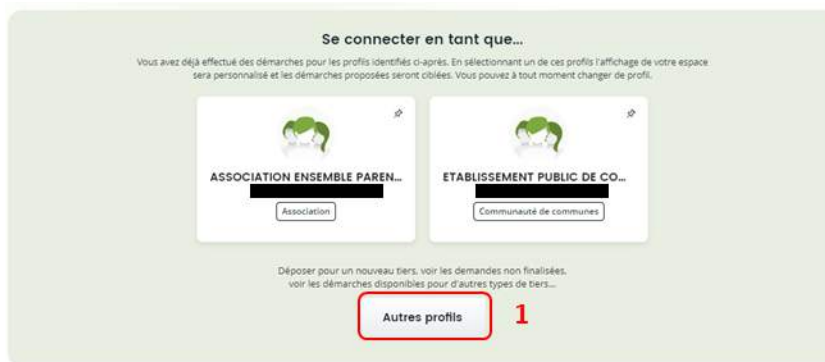 Se connecter en tant que...
Vous avez déjà effectué des démarches pour les profils identifiés ci-après. En sélectionnant un de ces profils l'affichage de votre espace
sera personnalisé et les démarches proposées seront ciblées. Vous pouvez à tout moment changer de profil.
ASSOCIATION ENSEMBLE PAREN...
Association
ETABLISSEMENT PUBLIC DE CO...
Communauté de communes
Déposer pour un nouveau tiers, voir les demandes non finalisées,
voir les démarches disponibles pour d'autres types de tiers...
Autres profils
1